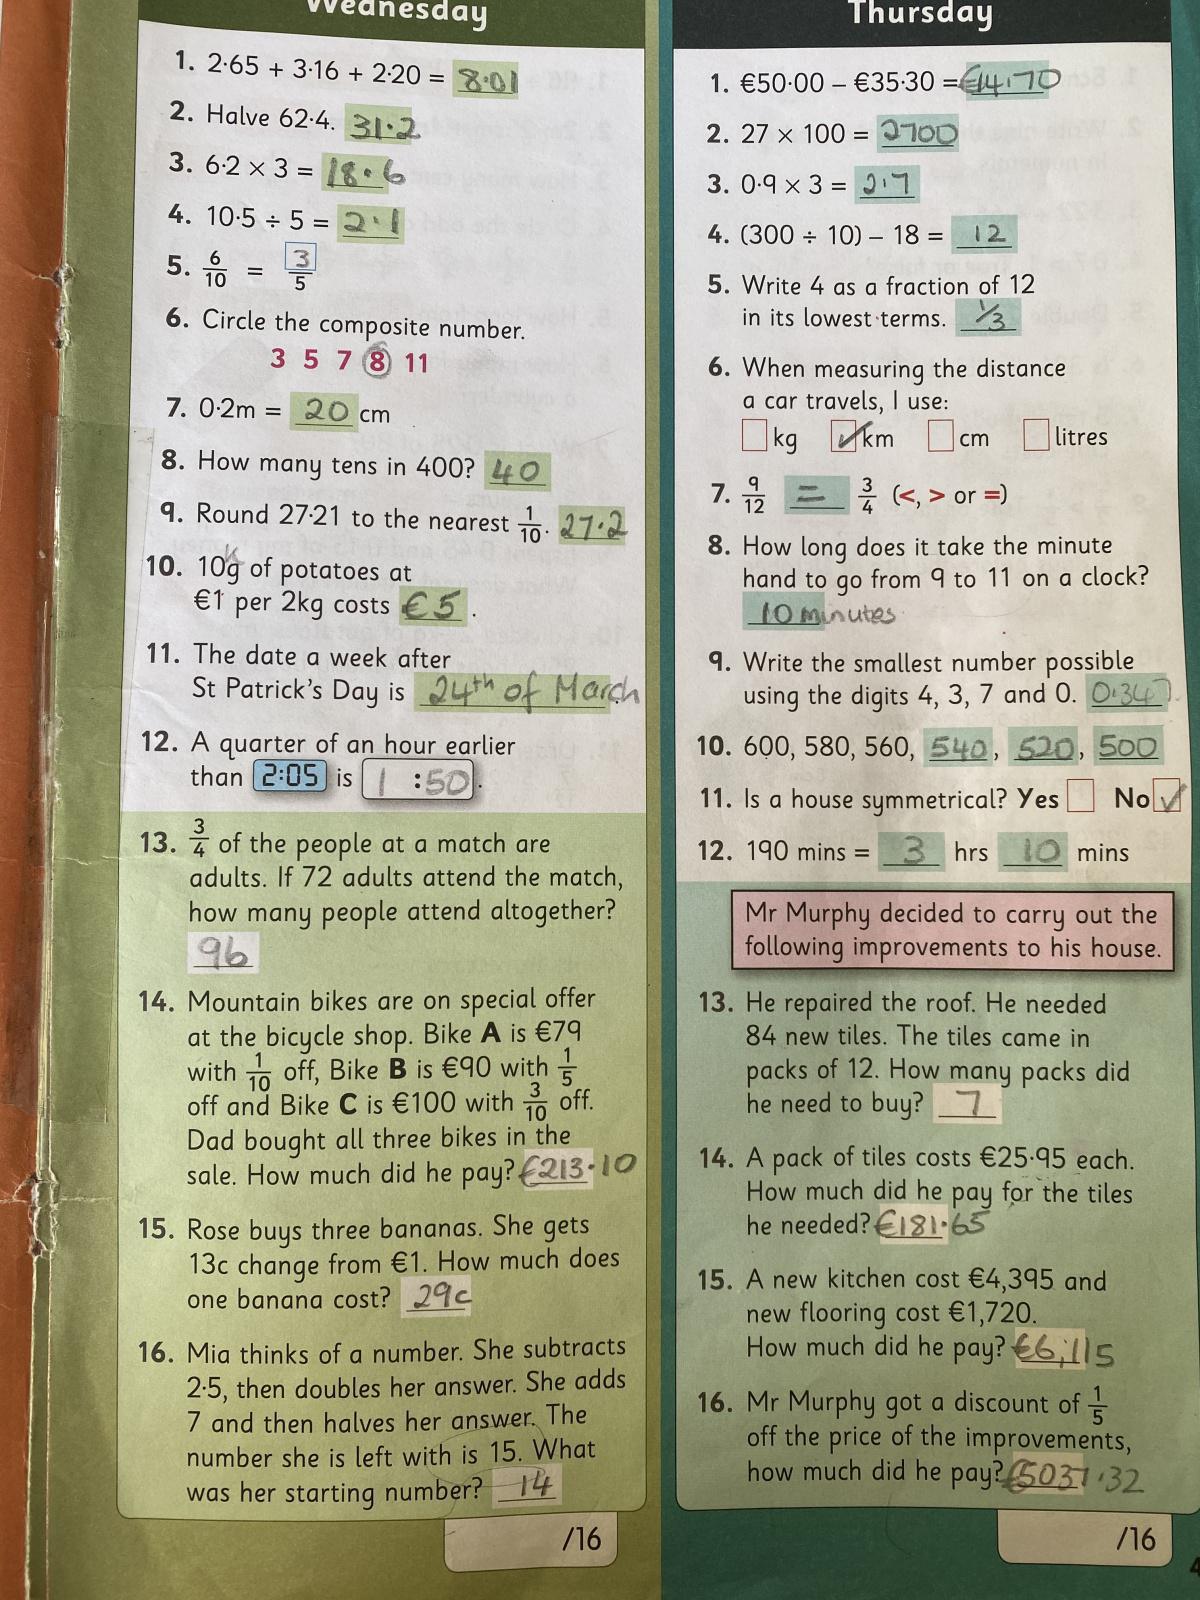 Wednesday
1. 2·65 + 3·16 + 2·20 = 8·01
2. Halve 62·4. 31·2
3. 6·2 × 3 = 18·6
4. 10·5 ÷ 5 = 2·1
5. 6/10 = 3/5
6. Circle the composite number.
3 5 7 8 11
7. 0·2m = 20 cm
8. How many tens in 400? 40
9. Round 27·21 to the nearest 1/10. 27·2
10. 10kg of potatoes at
€1 per 2kg costs €5.
11. The date a week after
St Patrick's Day is 24th of March.
12. A quarter of an hour earlier
than 2:05 is 1:50.
13. 3/4 of the people at a match are
adults. If 72 adults attend the match,
how many people attend altogether?
96
14. Mountain bikes are on special offer
at the bicycle shop. Bike A is €79
with 1/10 off, Bike B is €90 with 1/5
off and Bike C is €100 with 3/10 off.
Dad bought all three bikes in the
sale. How much did he pay? €213·10
15. Rose buys three bananas. She gets
13c change from €1. How much does
one banana cost? 29c
16. Mia thinks of a number. She subtracts
2·5, then doubles her answer. She adds
7 and then halves her answer. The
number she is left with is 15. What
was her starting number? 14
/16
Thursday
1. €50·00 – €35·30 = €14·70
2. 27 × 100 = 2700
3. 0·9 × 3 = 2·7
4. (300 ÷ 10) – 18 = 12
5. Write 4 as a fraction of 12
in its lowest terms. 1/3
6. When measuring the distance
a car travels, I use:
kg km cm litres
7. 9/12 = 3/4 (<, > or =)
8. How long does it take the minute
hand to go from 9 to 11 on a clock?
10 minutes
9. Write the smallest number possible
using the digits 4, 3, 7 and 0. 0·347
10. 600, 580, 560, 540, 520, 500
11. Is a house symmetrical? Yes No
12. 190 mins = 3 hrs 10 mins
Mr Murphy decided to carry out the
following improvements to his house.
13. He repaired the roof. He needed
84 new tiles. The tiles came in
packs of 12. How many packs did
he need to buy? 7
14. A pack of tiles costs €25·95 each.
How much did he pay for the tiles
he needed? €181·65
15. A new kitchen cost €4,395 and
new flooring cost €1,720.
How much did he pay? €6,115
16. Mr Murphy got a discount of 1/5
off the price of the improvements,
how much did he pay? €5037·32
/16
4